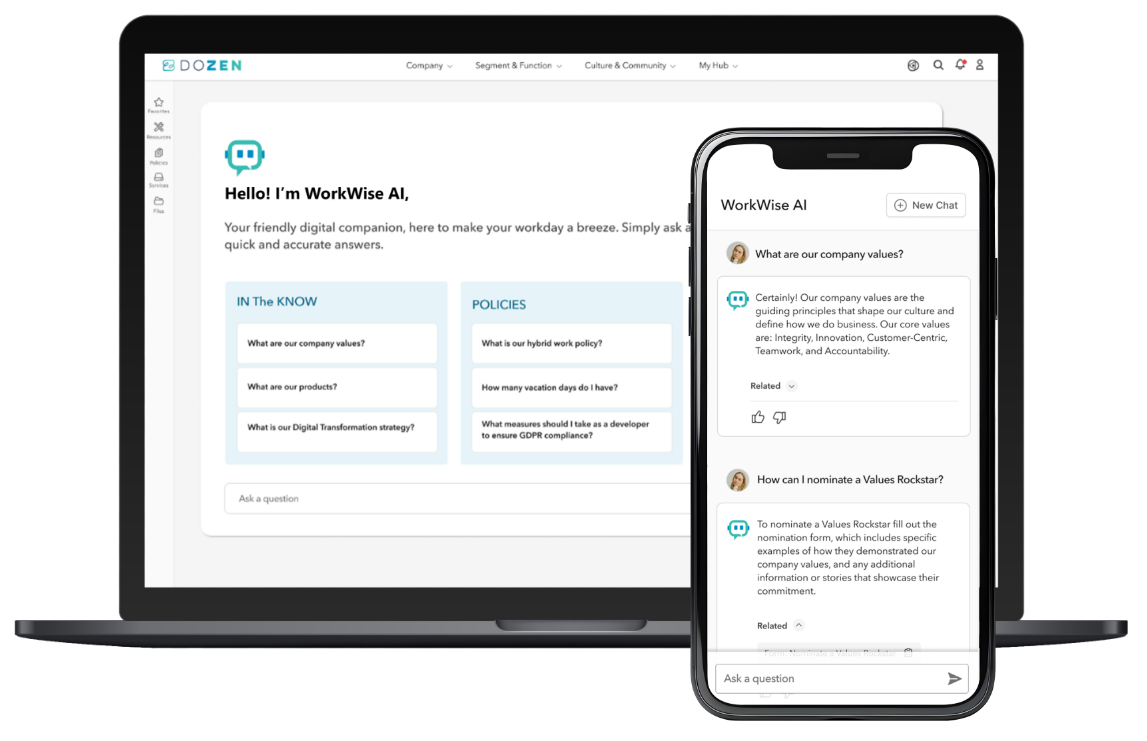 DOZEN
Company
Segment & Function
Culture & Community
My Hub
Favorites
Resources
Policies
Services
Files
Hello! I'm WorkWise AI,
Your friendly digital companion, here to make your workday a breeze. Simply ask a
quick and accurate answers.
IN The KNOW
What are our company values?
What are our products?
What is our Digital Transformation strategy?
POLICIES
What is our hybrid work policy?
How many vacation days do I have?
What measures should I take as a developer
to ensure GDPR compliance?
Ask a question
WorkWise AI
New Chat
What are our company values?
Certainly! Our company values are the
guiding principles that shape our culture and
define how we do business. Our core values
are: Integrity, Innovation, Customer-Centric,
Teamwork, and Accountability.
Related
How can I nominate a Values Rockstar?
To nominate a Values Rockstar fill out the
nomination form, which includes specific
examples of how they demonstrated our
company values, and any additional
information or stories that showcase their
commitment.
Related
Form: Nominate a Values Rockstar
Ask a question